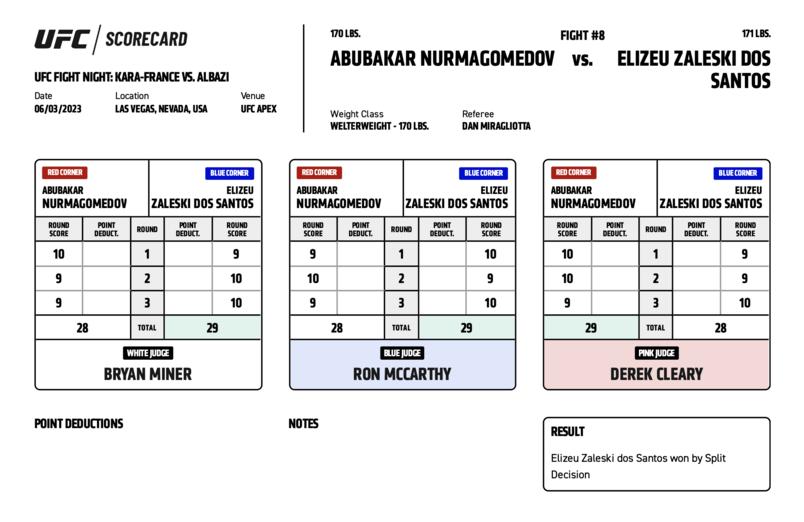 UFC SCORECARD
UFC FIGHT NIGHT: KARA-FRANCE VS. ALBAZI
Date Location Venue
06/03/2023 LAS VEGAS, NEVADA, USA UFC APEX
170 LBS. FIGHT #8 171 LBS.
ABUBAKAR NURMAGOMEDOV vs. ELIZEU ZALESKI DOS
SANTOS
Weight Class Referee
WELTERWEIGHT - 170 LBS. DAN MIRAGLIOTTA
RED CORNER BLUE CORNER
ABUBAKAR ELIZEU
NURMAGOMEDOV ZALESKI DOS SANTOS
ROUND POINT ROUND POINT ROUND
SCORE DEDUCT. DEDUCT. SCORE
10 1 9
9 2 10
9 3 10
28 TOTAL 29
WHITE JUDGE
BRYAN MINER
RED CORNER BLUE CORNER
ABUBAKAR ELIZEU
NURMAGOMEDOV ZALESKI DOS SANTOS
ROUND POINT ROUND POINT ROUND
SCORE DEDUCT. DEDUCT. SCORE
9 1 10
10 2 9
9 3 10
28 TOTAL 29
BLUE JUDGE
RON MCCARTHY
RED CORNER BLUE CORNER
ABUBAKAR ELIZEU
NURMAGOMEDOV ZALESKI DOS SANTOS
ROUND POINT ROUND POINT ROUND
SCORE DEDUCT. DEDUCT. SCORE
10 1 9
10 2 9
9 3 10
29 TOTAL 28
PINK JUDGE
DEREK CLEARY
POINT DEDUCTIONS
NOTES
RESULT
Elizeu Zaleski dos Santos won by Split
Decision